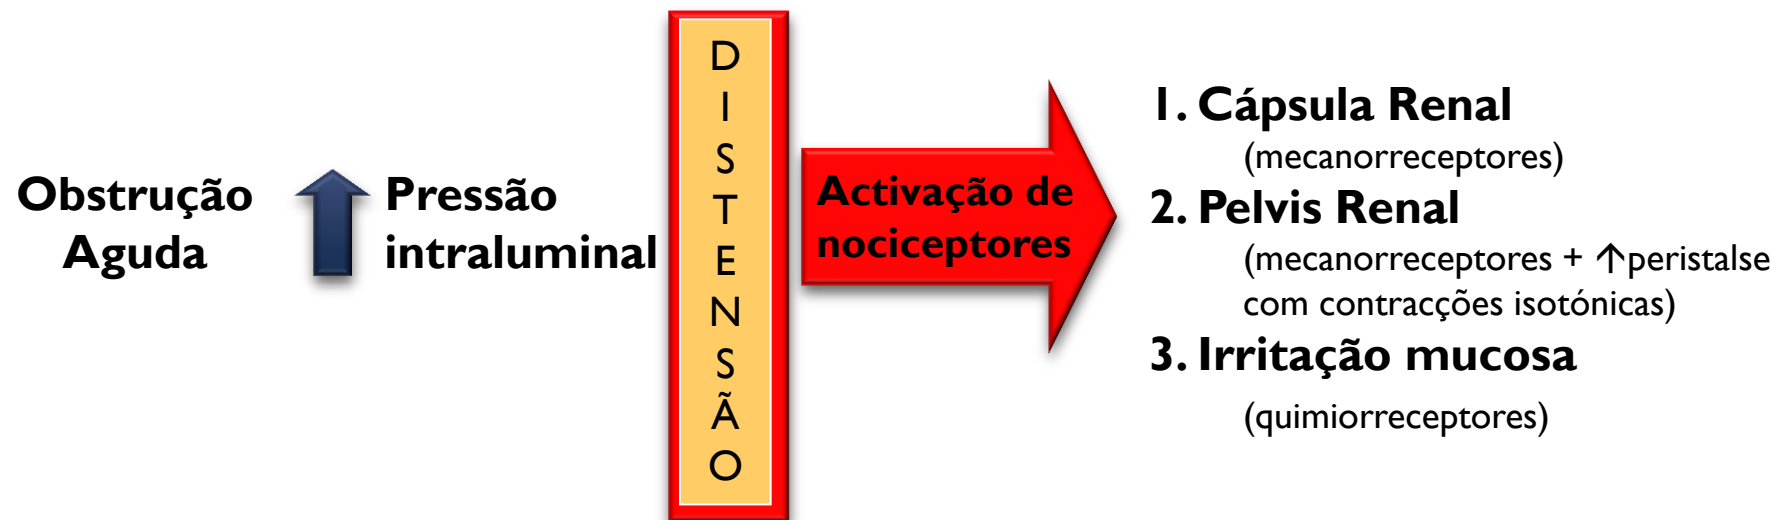 Obstrução
Aguda
Pressão
intraluminal
DISTENSÃO
Activação de
nociceptores
1. Cápsula Renal
(mecanorreceptores)
2. Pelvis Renal
(mecanorreceptores + ↑peristalse
com contracções isotónicas)
3. Irritação mucosa
(quimiorreceptores)